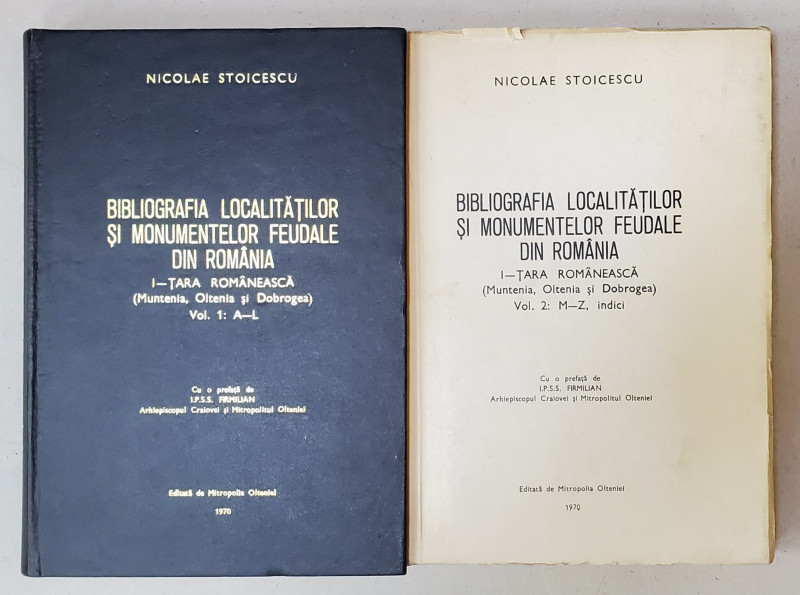 NICOLAE STOICESCU
BIBLIOGRAFIA LOCALITĂȚILOR
ȘI MONUMENTELOR FEUDALE
DIN ROMÂNIA
I—ȚARA ROMÂNEASCĂ
(Muntenia, Oltenia și Dobrogea)
Vol. 1: A—L
Cu o prefață de
I.P.S.S. FIRMILIAN
Arhiepiscopul Craiovei și Mitropolitul Olteniei
Editată de Mitropolia Olteniei
1970
NICOLAE STOICESCU
BIBLIOGRAFIA LOCALITĂȚILOR
ȘI MONUMENTELOR FEUDALE
DIN ROMÂNIA
I—ȚARA ROMÂNEASCĂ
(Muntenia, Oltenia și Dobrogea)
Vol. 2: M—Z, indici
Cu o prefață de
I.P.S.S. FIRMILIAN
Arhiepiscopul Craiovei și Mitropolitul Olteniei
Editată de Mitropolia Olteniei
1970